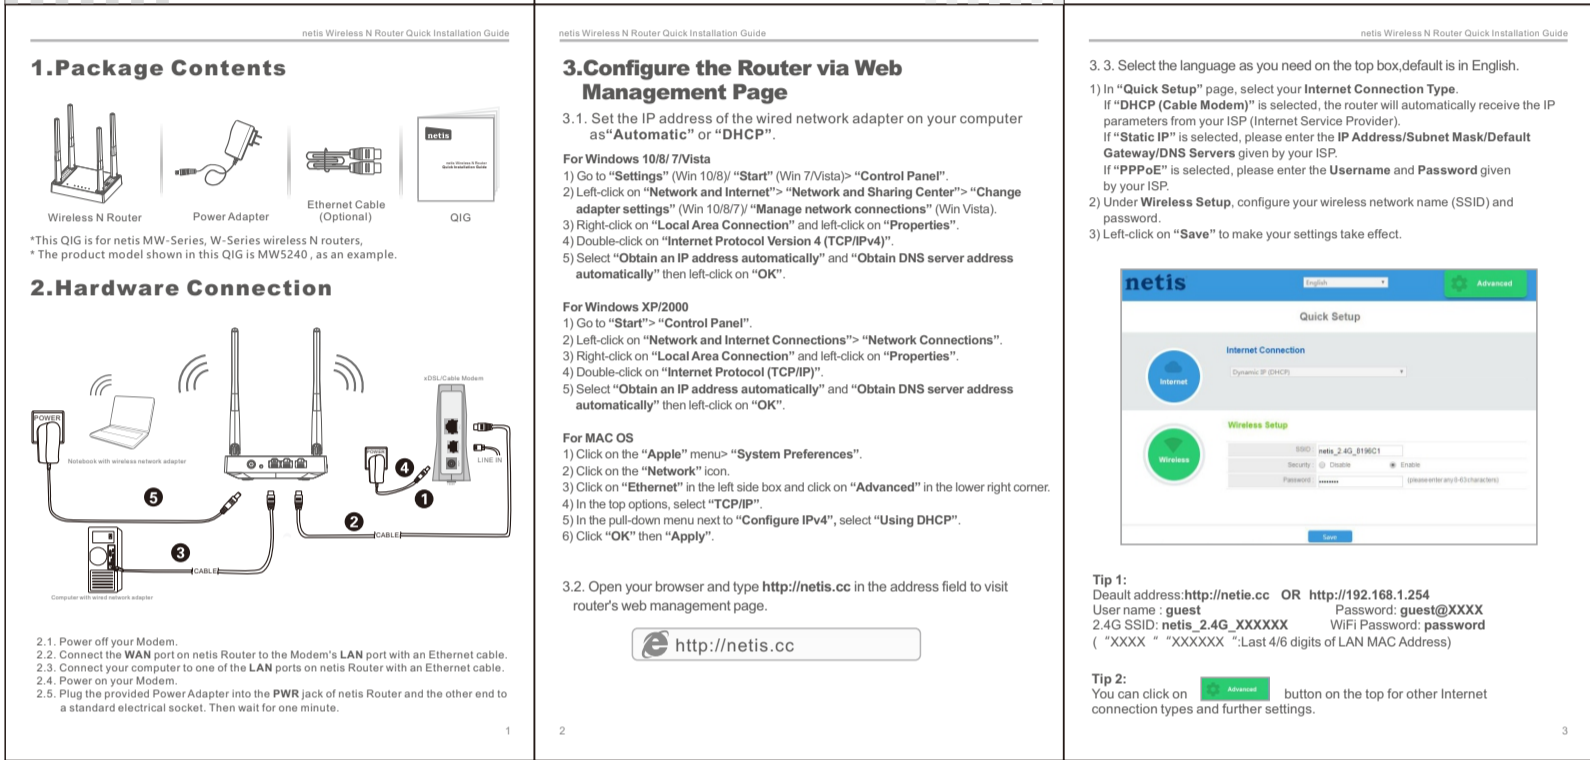 netis Wireless N Router Quick Installation Guide
1.Package Contents
netis
netis Wireless N Router
Quick Installation Guide
Wireless N Router
Power Adapter
Ethernet Cable
(Optional)
QIG
*This QIG is for netis MW-Series, W-Series wireless N routers,
* The product model shown in this QIG is MW5240 , as an example.
2.Hardware Connection
xDSL/Cable Modem
POWER
Notebook with wireless network adapter
POWER
LINE IN
4
1
5
2
CABLE
3
CABLE
Computer with wired network adapter
2.1. Power off your Modem.
2.2. Connect the WAN port on netis Router to the Modem's LAN port with an Ethernet cable.
2.3. Connect your computer to one of the LAN ports on netis Router with an Ethernet cable.
2.4. Power on your Modem.
2.5. Plug the provided Power Adapter into the PWR jack of netis Router and the other end to
a standard electrical socket. Then wait for one minute.
1
netis Wireless N Router Quick Installation Guide
3.Configure the Router via Web
Management Page
3.1. Set the IP address of the wired network adapter on your computer
as“Automatic” or “DHCP”.
For Windows 10/8/ 7/Vista
1) Go to “Settings” (Win 10/8)/ “Start” (Win 7/Vista)> “Control Panel”.
2) Left-click on “Network and Internet”> “Network and Sharing Center”> “Change
adapter settings” (Win 10/8/7)/ “Manage network connections” (Win Vista).
3) Right-click on “Local Area Connection” and left-click on “Properties”.
4) Double-click on “Internet Protocol Version 4 (TCP/IPv4)”.
5) Select “Obtain an IP address automatically” and “Obtain DNS server address
automatically” then left-click on “OK”.
For Windows XP/2000
1) Go to “Start”> “Control Panel”.
2) Left-click on “Network and Internet Connections”> “Network Connections”.
3) Right-click on “Local Area Connection” and left-click on “Properties”.
4) Double-click on “Internet Protocol (TCP/IP)”.
5) Select “Obtain an IP address automatically” and “Obtain DNS server address
automatically” then left-click on “OK”.
For MAC OS
1) Click on the “Apple” menu> “System Preferences”.
2) Click on the “Network” icon.
3) Click on “Ethernet” in the left side box and click on “Advanced” in the lower right corner.
4) In the top options, select “TCP/IP”.
5) In the pull-down menu next to “Configure IPv4”, select “Using DHCP”.
6) Click “OK” then “Apply”.
3.2. Open your browser and type http://netis.cc in the address field to visit
router's web management page.
http://netis.cc
2
netis Wireless N Router Quick Installation Guide
3. 3. Select the language as you need on the top box,default is in English.
1) In “Quick Setup” page, select your Internet Connection Type.
If “DHCP (Cable Modem)” is selected, the router will automatically receive the IP
parameters from your ISP (Internet Service Provider).
If “Static IP” is selected, please enter the IP Address/Subnet Mask/Default
Gateway/DNS Servers given by your ISP.
If “PPPoE” is selected, please enter the Username and Password given
by your ISP.
2) Under Wireless Setup, configure your wireless network name (SSID) and
password.
3) Left-click on “Save” to make your settings take effect.
netis
English
Advanced
Quick Setup
Internet Connection
Dynamic IP (DHCP)
Internet
Wireless Setup
SSID: netis_2.4G_8196C1
Security: Disable Enable
Password: ******** (please enter any 8-63 characters)
Wireless
Save
Tip 1:
Deault address:http://netie.cc OR http://192.168.1.254
User name : guest Password: guest@XXXX
2.4G SSID: netis_2.4G_XXXXXX WiFi Password: password
( “XXXX “ “XXXXXX “:Last 4/6 digits of LAN MAC Address)
Tip 2:
You can click on Advanced button on the top for other Internet
connection types and further settings.
3